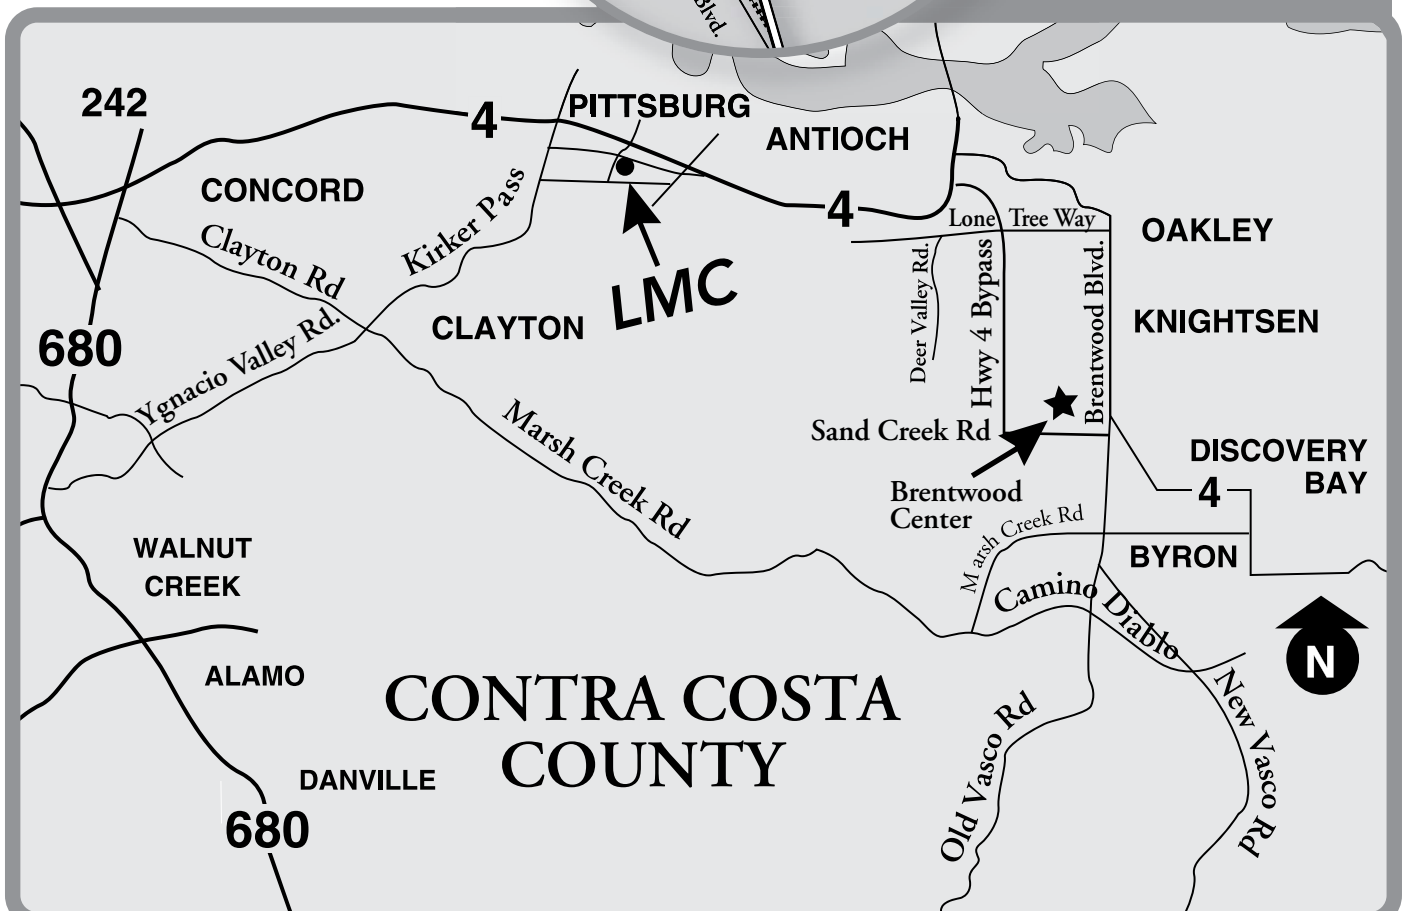 Blvd.
242
4
PITTSBURG
ANTIOCH
CONCORD
Kirker Pass
4
Lone Tree Way
OAKLEY
Clayton Rd
LMC
Deer Valley Rd.
Hwy 4 Bypass
Brentwood Blvd.
KNIGHTSEN
680
CLAYTON
Ygnacio Valley Rd.
Marsh Creek Rd
Sand Creek Rd
DISCOVERY
BAY
4
Brentwood
Center
Marsh Creek Rd
BYRON
WALNUT
CREEK
Camino Diablo
N
ALAMO
CONTRA COSTA
COUNTY
Old Vasco Rd
New Vasco Rd
DANVILLE
680